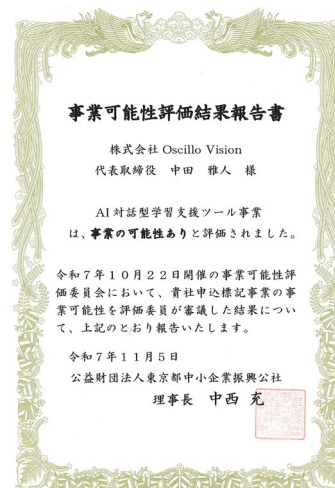 事業可能性評価結果報告書
株式会社 Oscillo Vision
代表取締役 中田 雅人 様
AI 対話型学習支援ツール事業
は、事業の可能性ありと評価されました。
令和7年10月22日開催の事業可能性評
価委員会において、貴社申込標記事業の事
業可能性を評価委員が審議した結果につい
て、上記のとおり報告いたします。
令和7年11月5日
公益財団法人東京都中小企業振興公社
理事長 中西 充